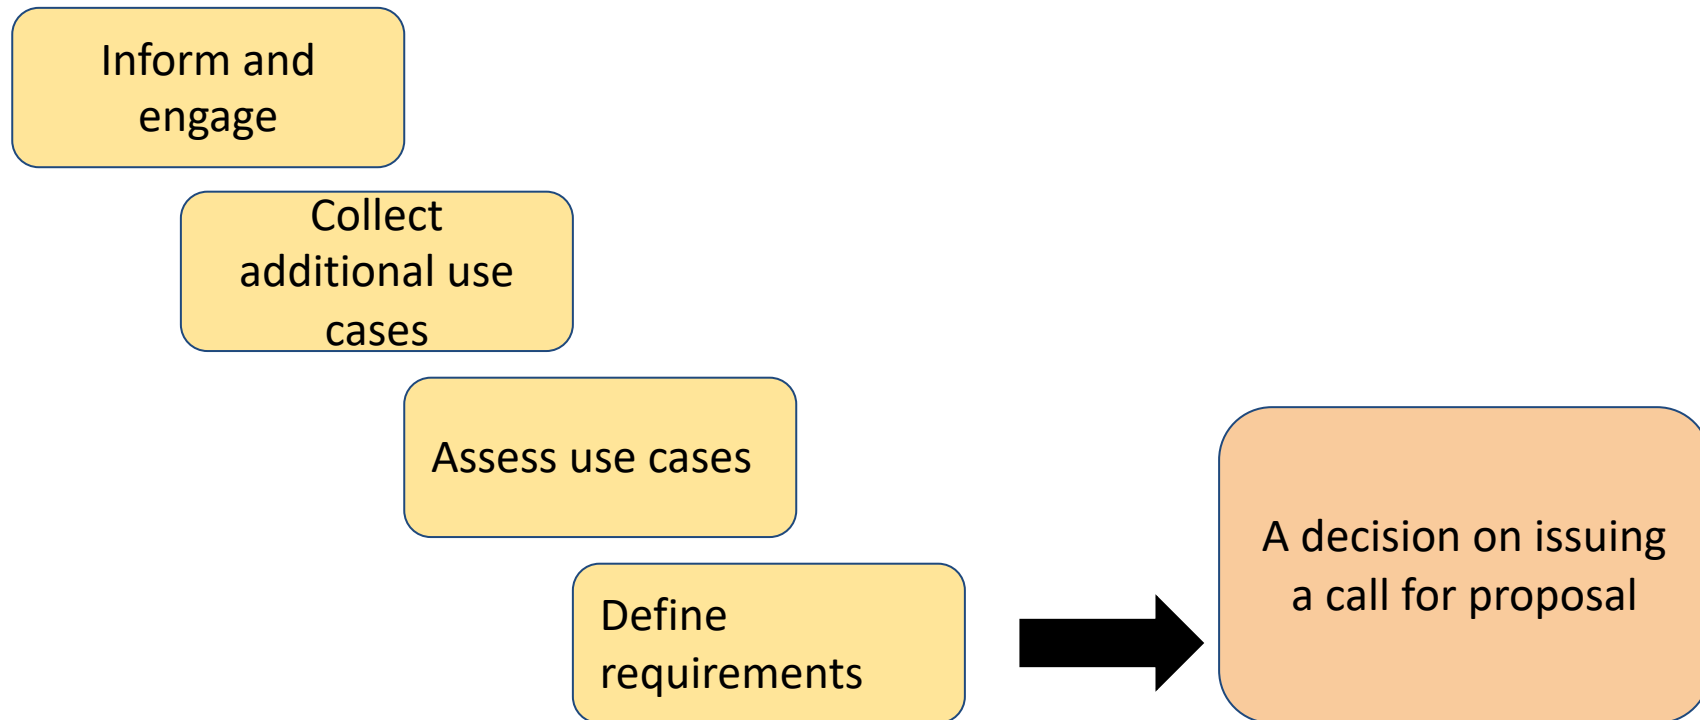 Inform and
engage
Collect
additional use
cases
Assess use cases
Define
requirements
A decision on issuing
a call for proposal